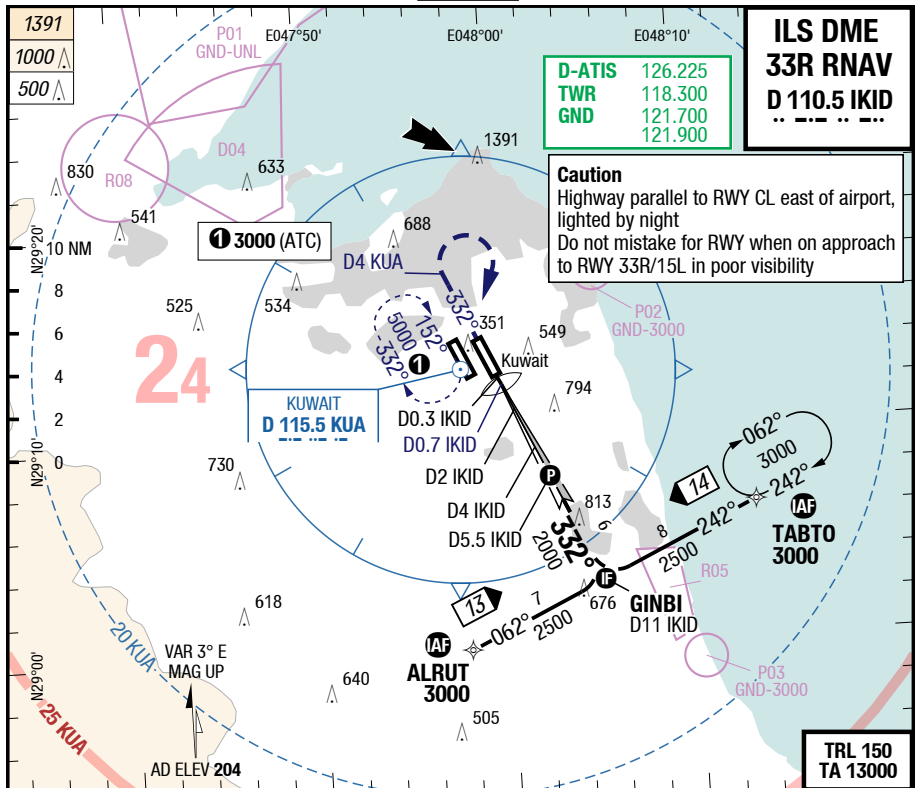 1391
1000
500
P01
GND-UNL
E047°50'
E048°00'
E048°10'
ILS DME
33R RNAV
D 110.5 IKID
D-ATIS 126.225
TWR 118.300
GND 121.700
121.900
Caution
Highway parallel to RWY CL east of airport,
lighted by night
Do not mistake for RWY when on approach
to RWY 33R/15L in poor visibility
1391
D04
633
830
R08
541
1 3000 (ATC)
688
D4 KUA
N29°20'
10 NM
8
6
4
2
0
N29°10'
N29°00'
525
534
24
332°
5000
152°
332°
1
351
549
P02
GND-3000
Kuwait
794
KUWAIT
D 115.5 KUA
D0.3 IKID
D0.7 IKID
D2 IKID
D4 IKID
D5.5 IKID
P
730
813
062°
3000
242°
14
242°
8
2500
IAF
TABTO
3000
6
332°
2000
R05
IF
GINBI
D11 IKID
676
13
7
062°
2500
IAF
ALRUT
3000
618
P03
GND-3000
20 KUA
VAR 3° E
MAG UP
640
505
25 KUA
AD ELEV 204
TRL 150
TA 13000